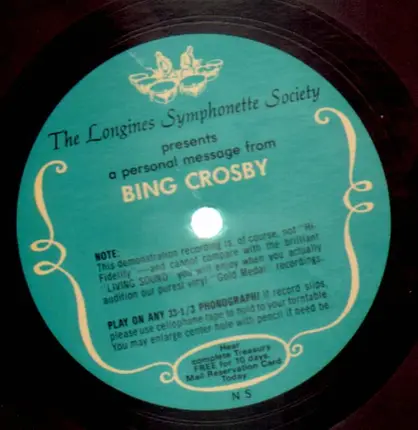 The Longines Symphonette Society
presents
a personal message from
BING CROSBY
NOTE:
This demonstration recording is, of course, not "Hi-
Fidelity"—and cannot compare with the brilliant
"LIVING SOUND" you will enjoy when you actually
audition our purest vinyl "Gold Medal" recordings.
PLAY ON ANY 33-1/3 PHONOGRAPH! If record slips,
please use cellophane tape to hold to your turntable.
You may enlarge center hole with pencil if need be.
Hear
complete Treasury
FREE for 10 days.
Mail Reservation Card
Today.
N S